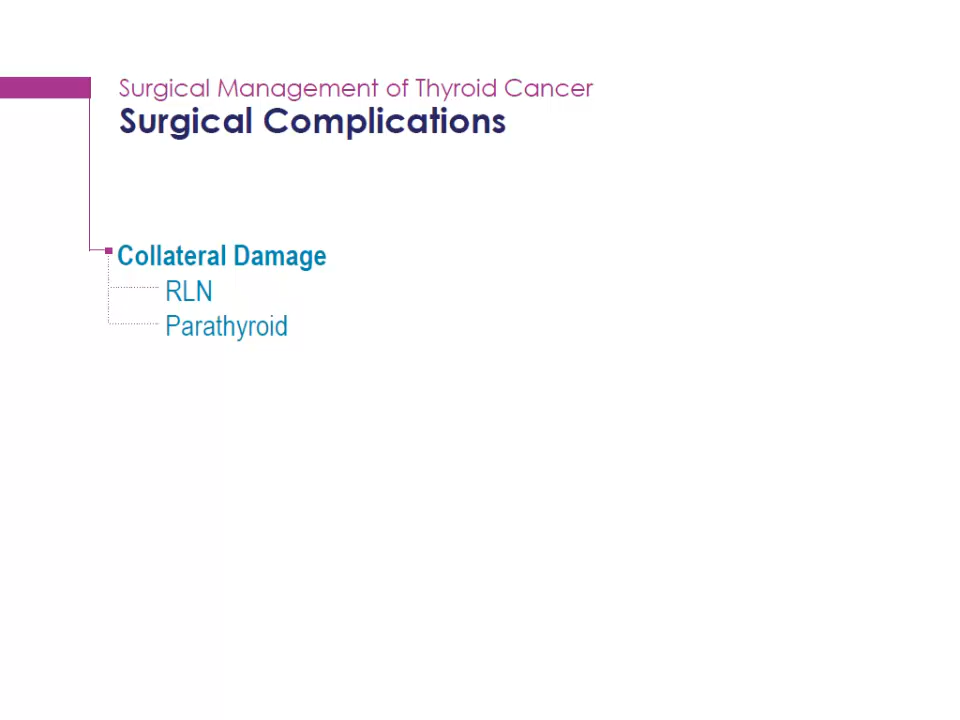 Surgical Management of Thyroid Cancer
Surgical Complications
Collateral Damage
RLN
Parathyroid